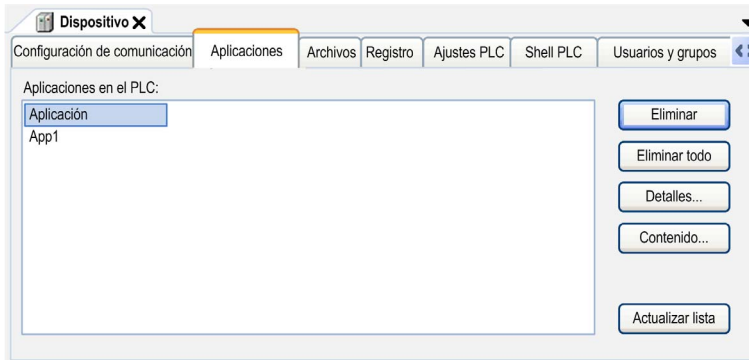 Dispositivo
Configuración de comunicación Aplicaciones Archivos Registro Ajustes PLC Shell PLC Usuarios y grupos
Aplicaciones en el PLC:
Aplicación
App1
Eliminar
Eliminar todo
Detalles...
Contenido...
Actualizar lista